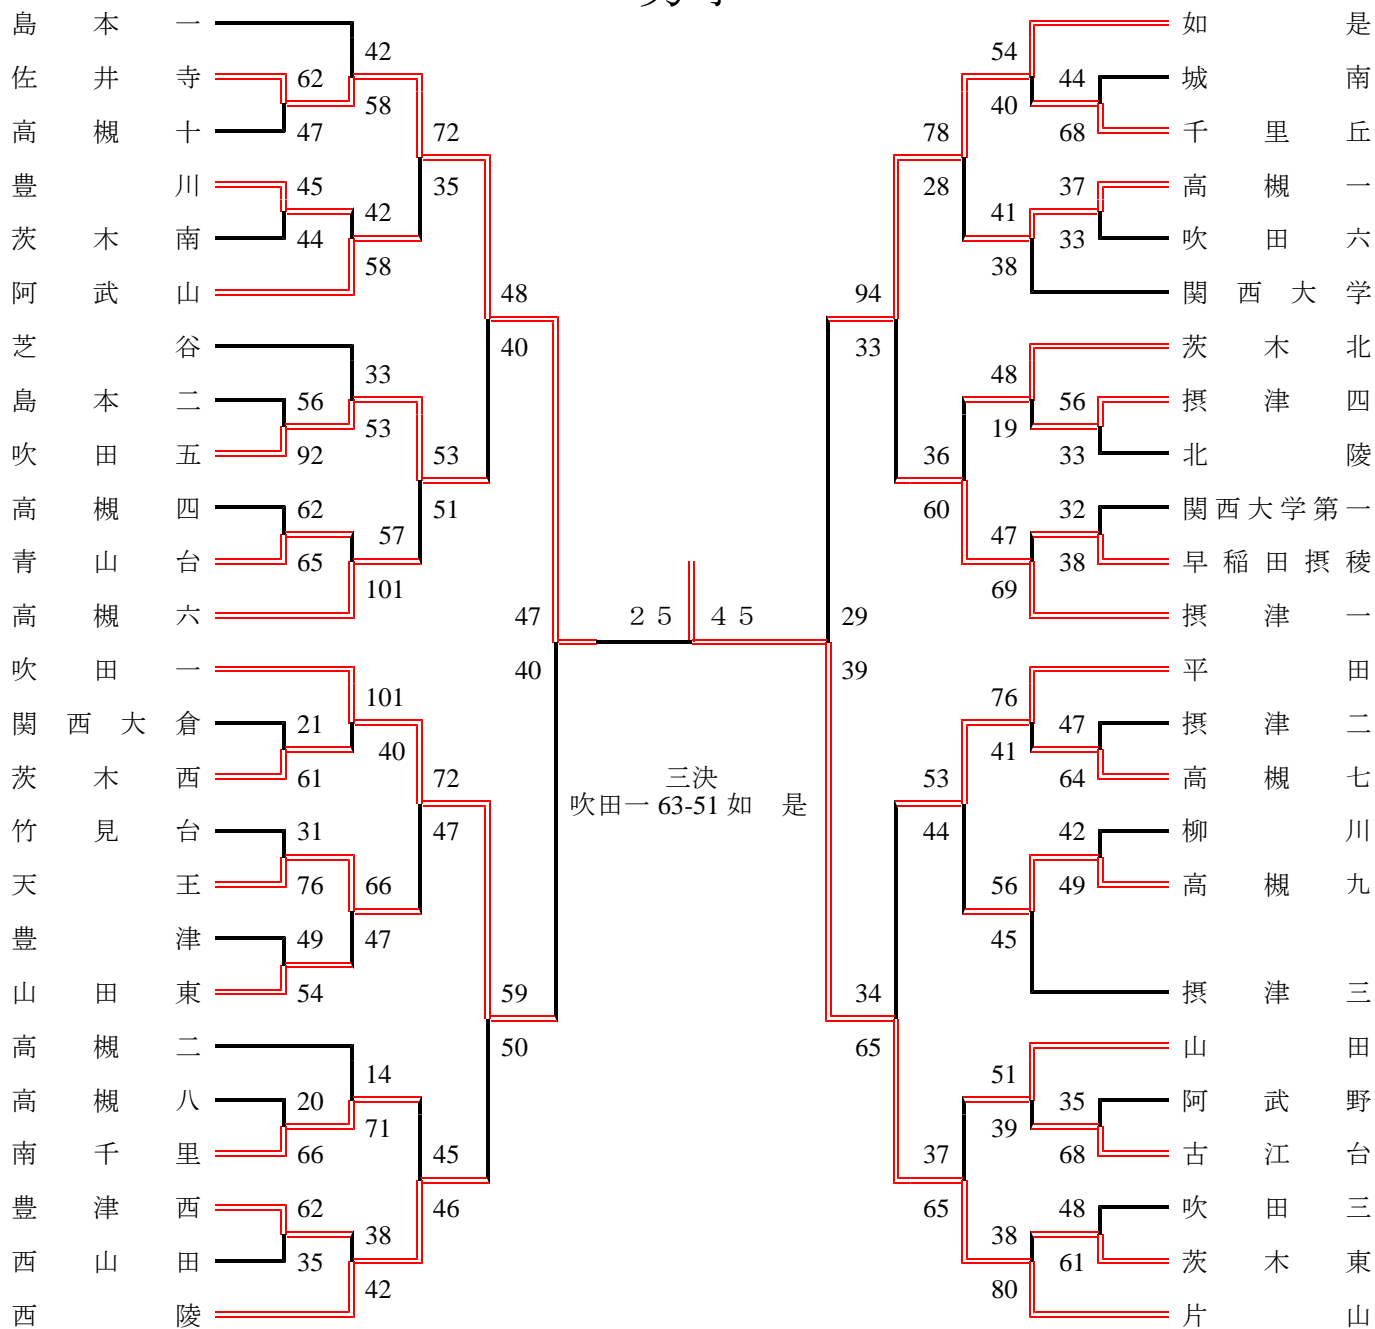 島本一
42
佐井寺
62
58
高槻十
47
72
豊川
45
35
42
茨木南
44
58
阿武山
48
芝谷
40
33
島本二
56
53
吹田五
92
53
高槻四
62
51
57
青山台
65
101
高槻六
47
吹田一
40
101
関西大倉
21
40
茨木西
61
72
竹見台
31
47
天王
76
66
豊津
49
47
山田東
54
59
高槻二
50
14
高槻八
20
71
南千里
66
45
豊津西
62
46
38
西山田
35
42
西陵
25 45
三決
吹田一 63-51 如 是
如是
54
城南
44
40
千里丘
68
78
高槻一
37
28
41
吹田六
33
38
関西大学
94
茨木北
33
48
摂津四
56
19
北陵
33
36
関西大学第一
32
60
47
早稲田摂稜
38
69
摂津一
29
平田
39
76
摂津二
47
41
高槻七
64
53
柳川
42
44
56
高槻九
49
45
摂津三
34
山田
65
51
阿武野
35
39
古江台
68
37
吹田三
48
65
38
茨木東
61
80
片山